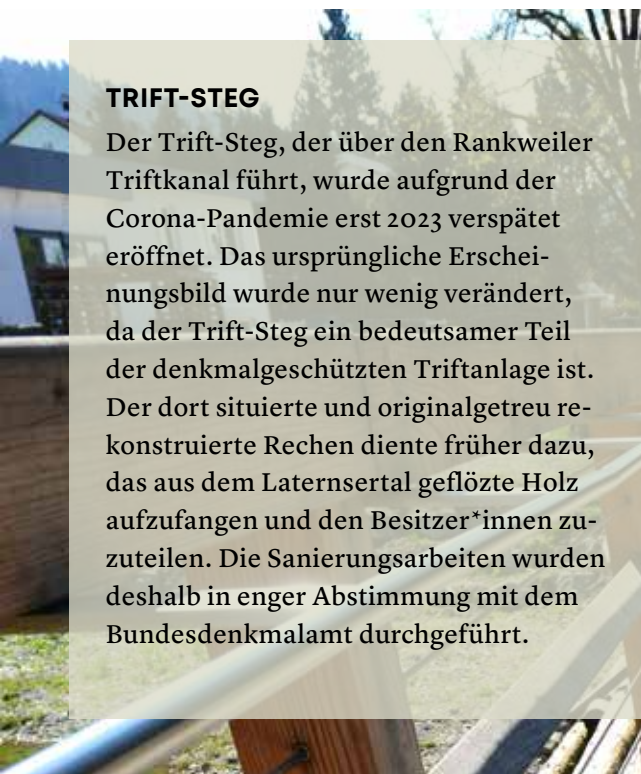 TRIFT-STEG
Der Trift-Steg, der über den Rankweiler
Triftkanal führt, wurde aufgrund der
Corona-Pandemie erst 2023 verspätet
eröffnet. Das ursprüngliche Erschei-
nungsbild wurde nur wenig verändert,
da der Trift-Steg ein bedeutsamer Teil
der denkmalgeschützten Triftanlage ist.
Der dort situierte und originalgetreu re-
konstruierte Rechen diente früher dazu,
das aus dem Laternsertal geflözte Holz
aufzufangen und den Besitzer*innen zu-
zuteilen. Die Sanierungsarbeiten wurden
deshalb in enger Abstimmung mit dem
Bundesdenkmalamt durchgeführt.